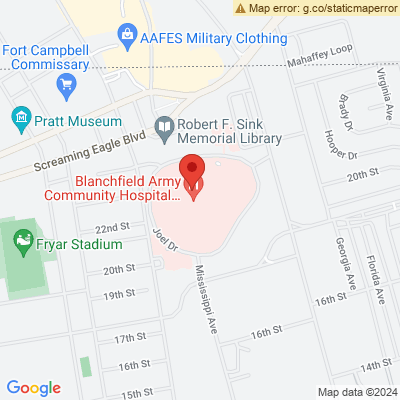 Map error: g.co/staticmaperror
AAFES Military Clothing
Fort Campbell
Commissary
Mahaffey Loop
Virginia Ave
Brady Dr
Pratt Museum
Robert F. Sink
Memorial Library
Hooper Dr
Screaming Eagle Blvd
20th St
Blanchfield Army
Community Hospital...
22nd St
Joel Dr
Fryar Stadium
Georgia Ave
Florida Ave
20th St
Mississippi Ave
19th St
16th St
17th St
16th St
16th St
14th St
15th St
Google
Map data ©2024